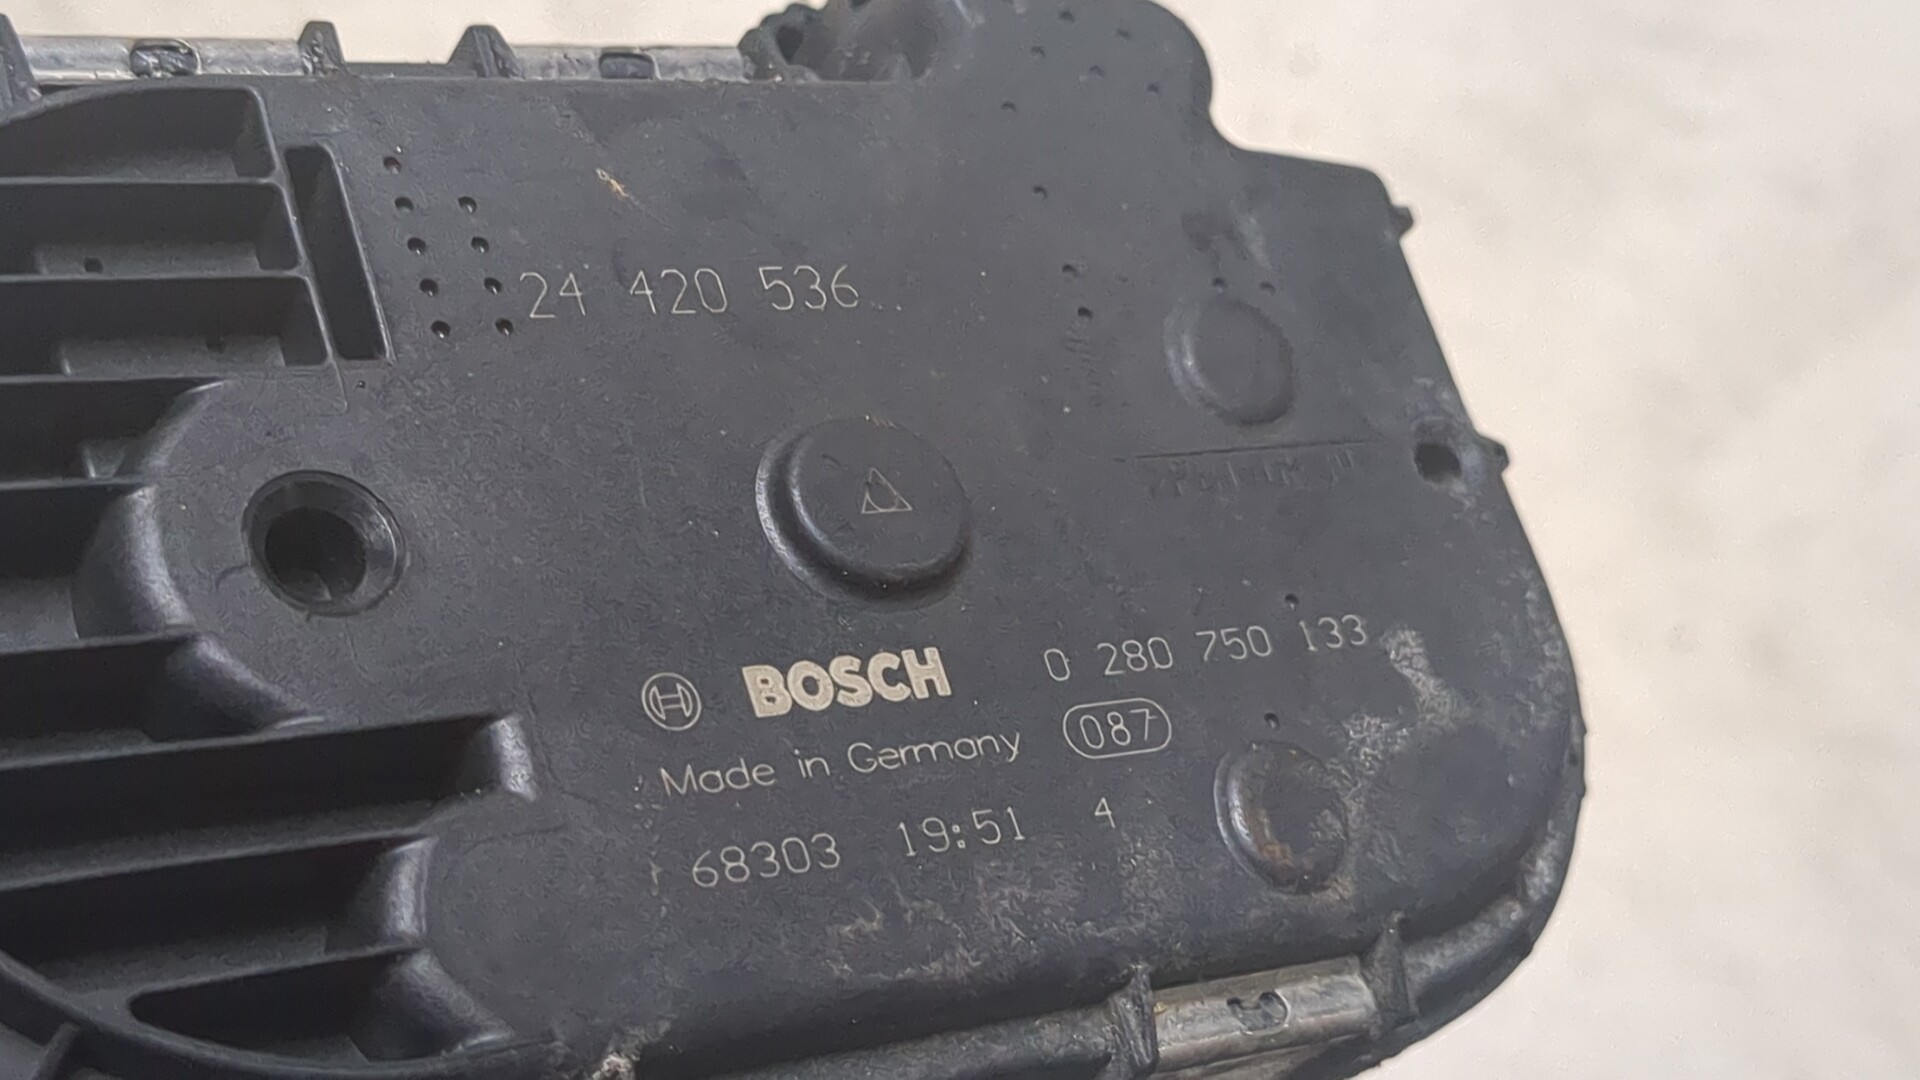 24 420 536
BOSCH 0 280 750 133
Made in Germany 087
68303 19:51 4